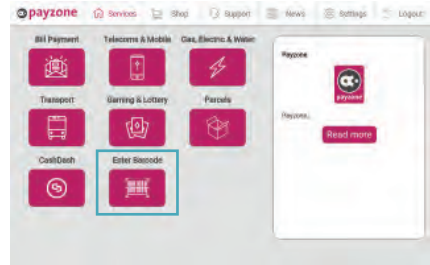 payzone Services Shop Support News Settings Logout
Bill Payment Telecoms & Mobile Gas, Electric & Water
Transport Gaming & Lottery Parcels
CashDash Enter Barcode
Payzone
payzone
Payzone.
Read more